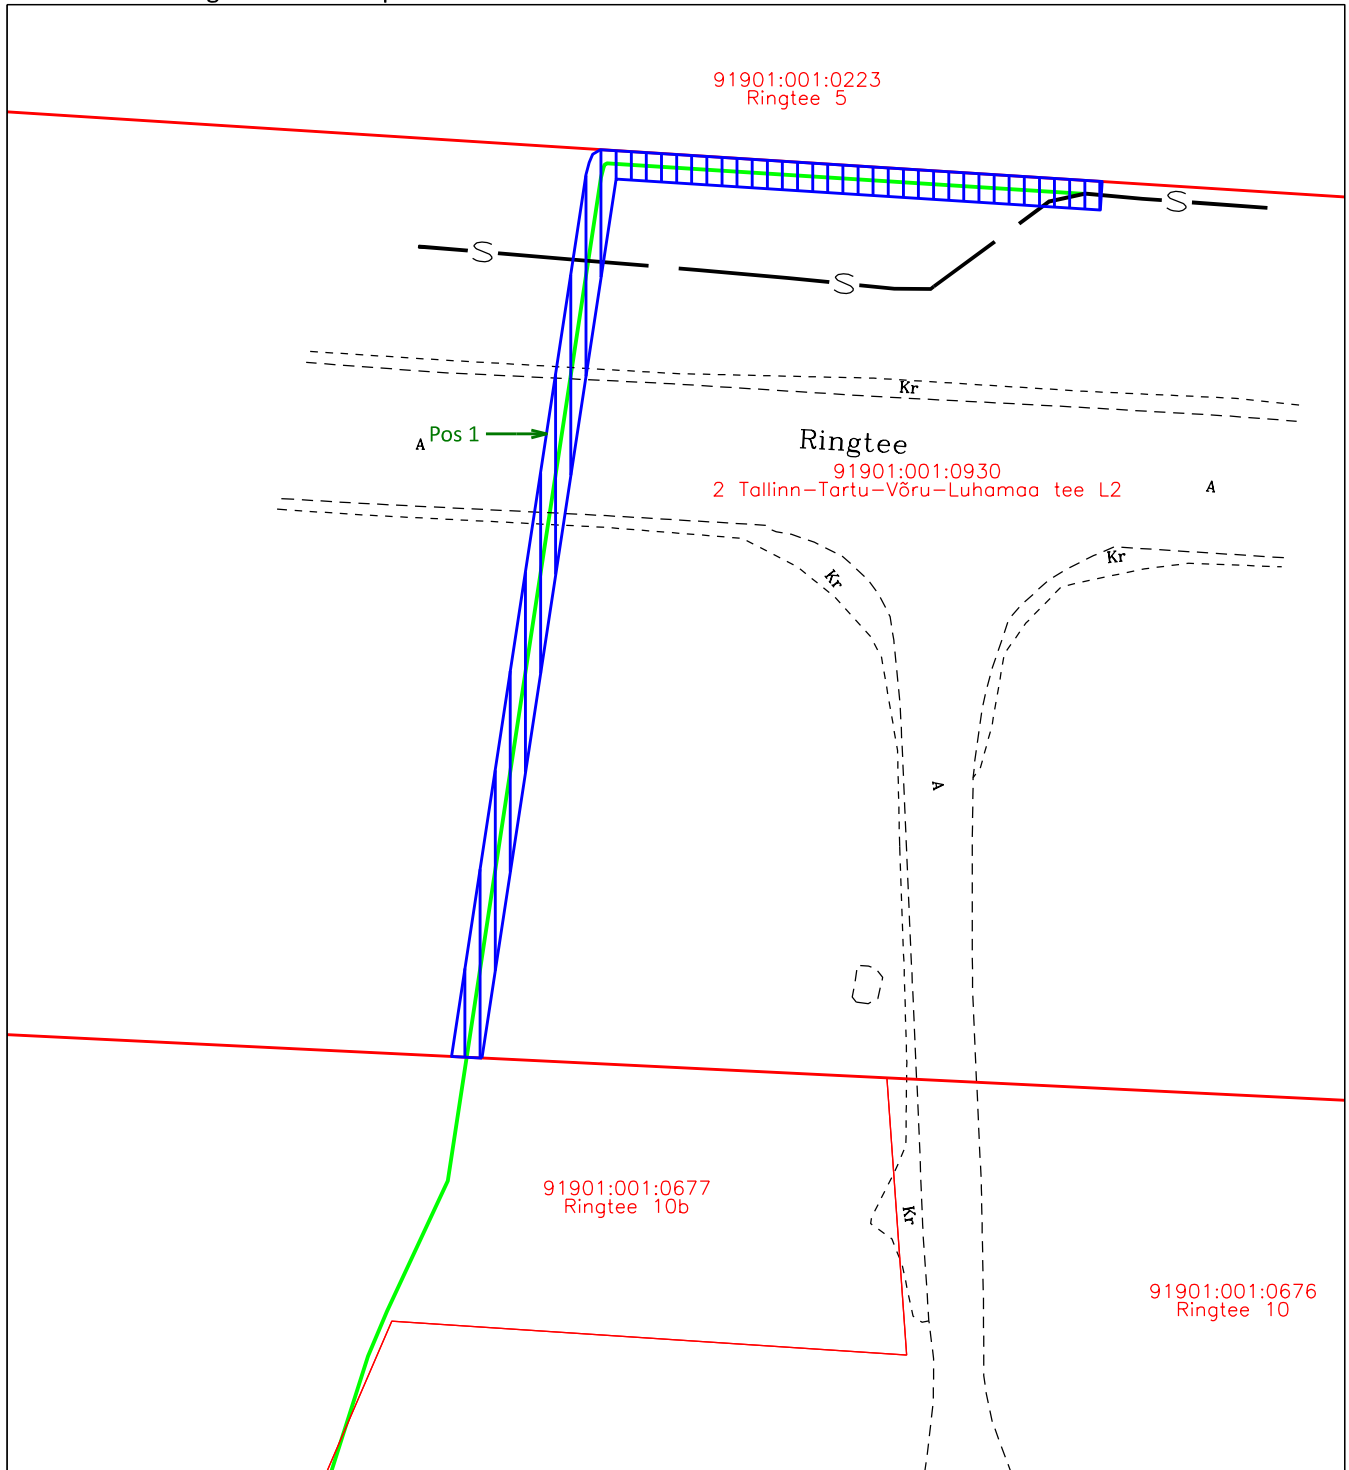 91901:001:0223
Ringtee 5
S
S
S
Kr
Pos 1
A
Ringtee
91901:001:0930
2 Tallinn-Tartu-Võru-Luhamaa tee L2
A
Kr
Kr
A
91901:001:0677
Ringtee 10b
Kr
91901:001:0676
Ringtee 10